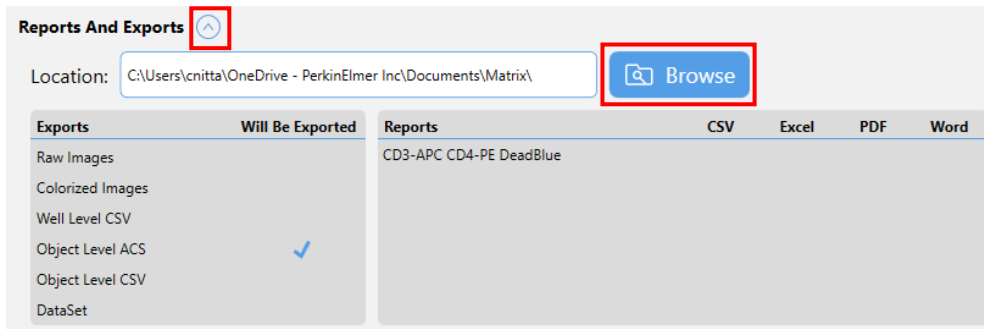 Reports And Exports
Location: C:\Users\cnitta\OneDrive - PerkinElmer Inc\Documents\Matrix\ Browse
Exports Will Be Exported Reports CSV Excel PDF Word
Raw Images CD3-APC CD4-PE DeadBlue
Colorized Images
Well Level CSV
Object Level ACS
Object Level CSV
DataSet